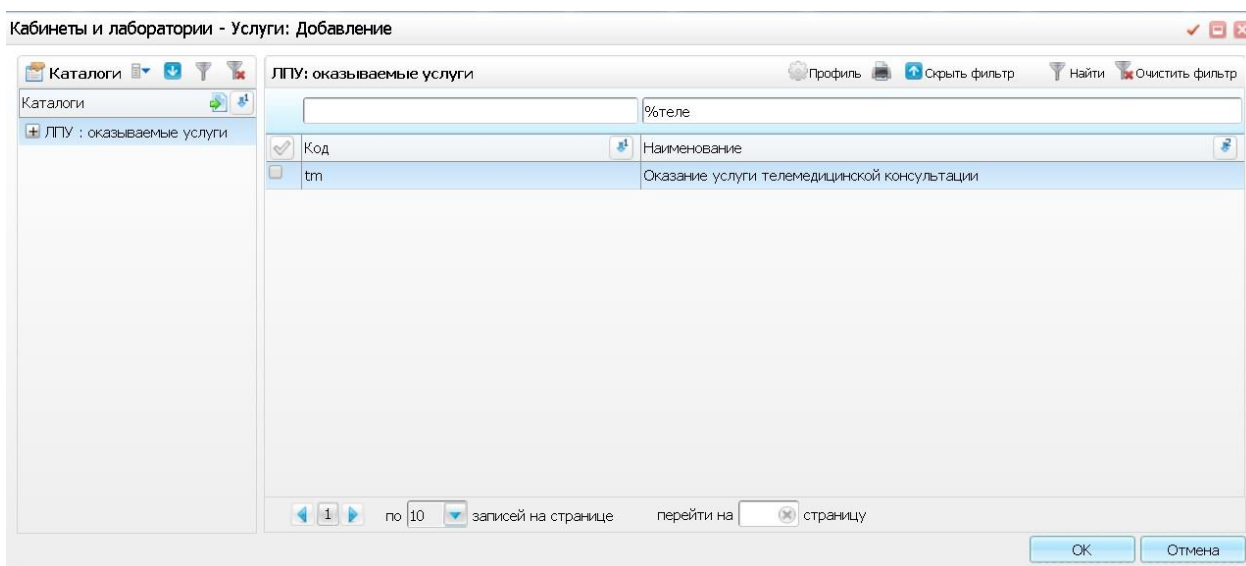 Кабинеты и лаборатории - Услуги: Добавление
Каталоги
ЛПУ: оказываемые услуги Профиль Скрыть фильтр Найти Очистить фильтр
Каталоги
%теле
ЛПУ : оказываемые услуги
Код Наименование
tm Оказание услуги телемедицинской консультации
1 по 10 записей на странице перейти на страницу
ОК Отмена